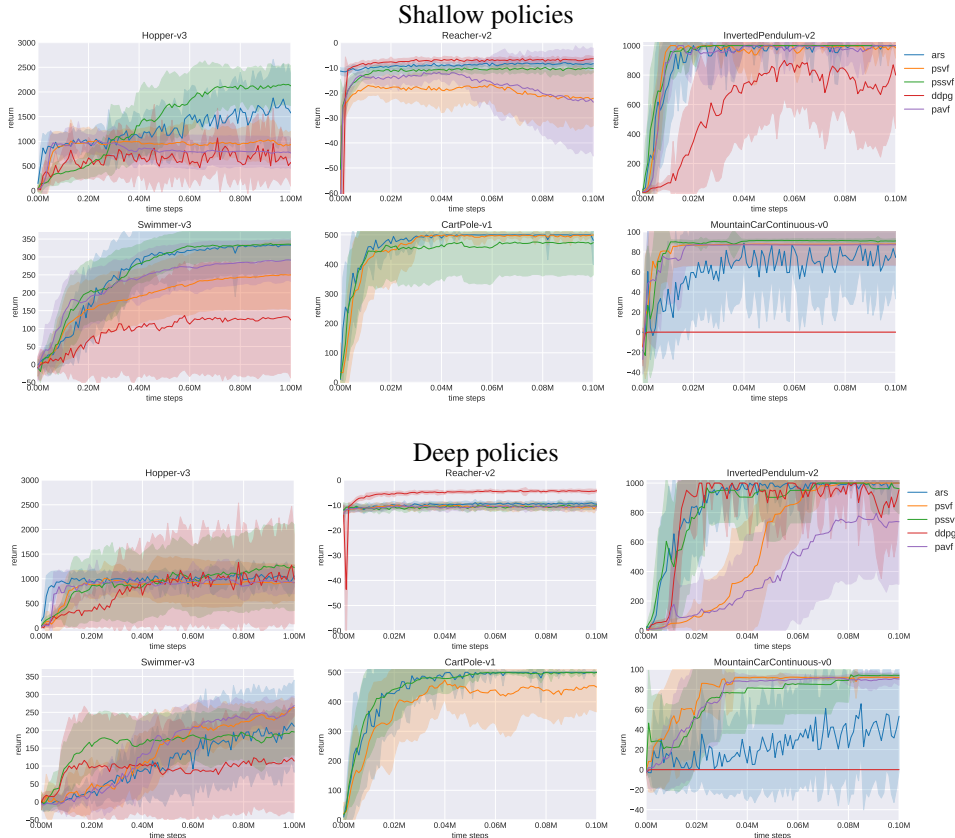 Shallow policies
Hopper-v3
3000
2500
2000
1500
1000
500
0
return
0.00M 0.20M 0.40M 0.60M 0.80M 1.00M
time steps
Reacher-v2
0
−10
−20
−30
−40
−50
−60
return
0.00M 0.02M 0.04M 0.06M 0.08M 0.10M
time steps
InvertedPendulum-v2
1000
800
600
400
200
0
return
0.00M 0.02M 0.04M 0.06M 0.08M 0.10M
time steps
ars
psvf
pssvf
ddpg
pavf
Swimmer-v3
350
300
250
200
150
100
50
0
−50
return
0.00M 0.20M 0.40M 0.60M 0.80M 1.00M
time steps
CartPole-v1
500
400
300
200
100
0
return
0.00M 0.02M 0.04M 0.06M 0.08M 0.10M
time steps
MountainCarContinuous-v0
100
80
60
40
20
0
−20
−40
return
0.00M 0.02M 0.04M 0.06M 0.08M 0.10M
time steps
Deep policies
Hopper-v3
3000
2500
2000
1500
1000
500
0
return
0.00M 0.20M 0.40M 0.60M 0.80M 1.00M
time steps
Reacher-v2
0
−10
−20
−30
−40
−50
−60
return
0.00M 0.02M 0.04M 0.06M 0.08M 0.10M
time steps
InvertedPendulum-v2
1000
800
600
400
200
0
return
0.00M 0.02M 0.04M 0.06M 0.08M 0.10M
time steps
ars
psvf
pssv
ddpg
pavf
Swimmer-v3
350
300
250
200
150
100
50
0
−50
return
0.00M 0.20M 0.40M 0.60M 0.80M 1.00M
time steps
CartPole-v1
500
400
300
200
100
0
return
0.00M 0.02M 0.04M 0.06M 0.08M 0.10M
time steps
MountainCarContinuous-v0
100
80
60
40
20
0
−20
−40
return
0.00M 0.02M 0.04M 0.06M 0.08M 0.10M
time steps